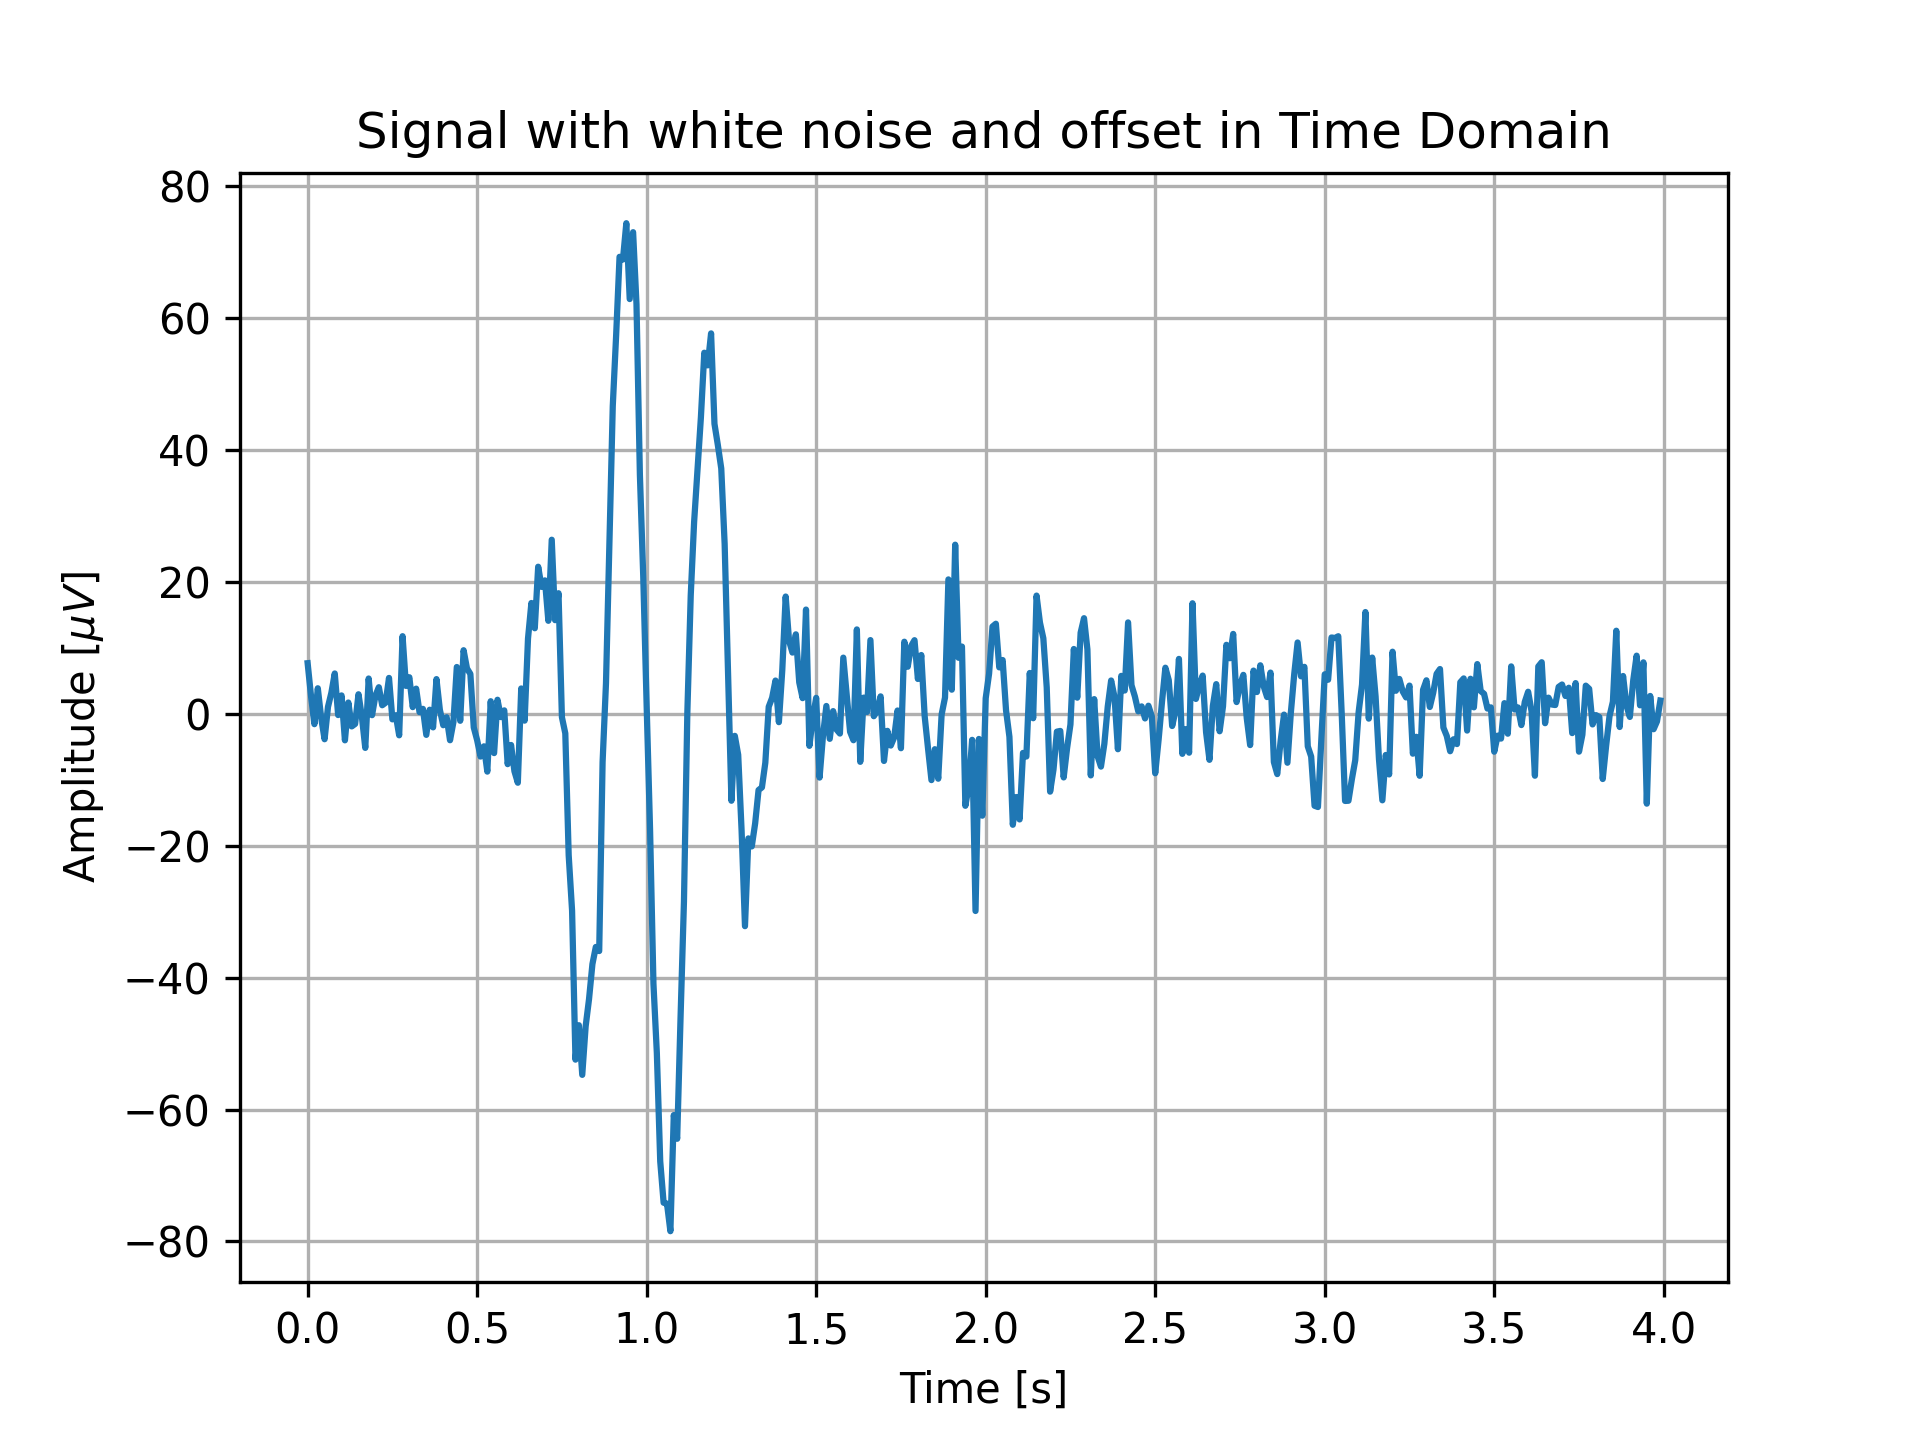 Signal with white noise and offset in Time Domain
80
60
40
20
0
−20
−40
−60
−80
Amplitude [μV]
0.0 0.5 1.0 1.5 2.0 2.5 3.0 3.5 4.0
Time [s]